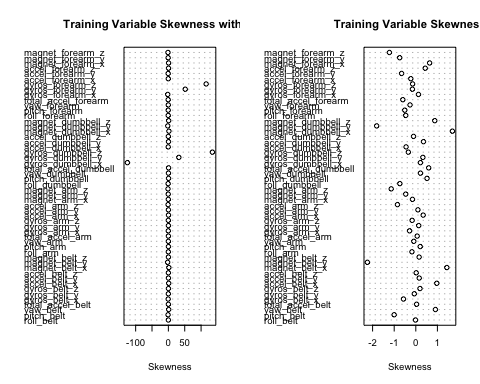 Training Variable Skewness with
magnet_forearm_z
magnet_forearm_y
magnet_forearm_x
accel_forearm_z
accel_forearm_y
accel_forearm_x
gyros_forearm_z
gyros_forearm_y
gyros_forearm_x
total_accel_forearm
yaw_forearm
pitch_forearm
roll_forearm
magnet_dumbbell_z
magnet_dumbbell_y
magnet_dumbbell_x
accel_dumbbell_z
accel_dumbbell_y
accel_dumbbell_x
gyros_dumbbell_z
gyros_dumbbell_y
gyros_dumbbell_x
total_accel_dumbbell
yaw_dumbbell
pitch_dumbbell
roll_dumbbell
magnet_arm_z
magnet_arm_y
magnet_arm_x
accel_arm_z
accel_arm_y
accel_arm_x
gyros_arm_z
gyros_arm_y
gyros_arm_x
total_accel_arm
yaw_arm
pitch_arm
roll_arm
magnet_belt_z
magnet_belt_y
magnet_belt_x
accel_belt_z
accel_belt_y
accel_belt_x
gyros_belt_z
gyros_belt_y
gyros_belt_x
total_accel_belt
yaw_belt
pitch_belt
roll_belt
-100 0 50
Skewness
Training Variable Skewnes
magnet_forearm_z
magnet_forearm_y
magnet_forearm_x
accel_forearm_z
accel_forearm_y
accel_forearm_x
gyros_forearm_z
gyros_forearm_y
gyros_forearm_x
total_accel_forearm
yaw_forearm
pitch_forearm
roll_forearm
magnet_dumbbell_z
magnet_dumbbell_y
magnet_dumbbell_x
accel_dumbbell_z
accel_dumbbell_y
accel_dumbbell_x
gyros_dumbbell_z
gyros_dumbbell_y
gyros_dumbbell_x
total_accel_dumbbell
yaw_dumbbell
pitch_dumbbell
roll_dumbbell
magnet_arm_z
magnet_arm_y
magnet_arm_x
accel_arm_z
accel_arm_y
accel_arm_x
gyros_arm_z
gyros_arm_y
gyros_arm_x
total_accel_arm
yaw_arm
pitch_arm
roll_arm
magnet_belt_z
magnet_belt_y
magnet_belt_x
accel_belt_z
accel_belt_y
accel_belt_x
gyros_belt_z
gyros_belt_y
gyros_belt_x
total_accel_belt
yaw_belt
pitch_belt
roll_belt
-2 -1 0 1
Skewness